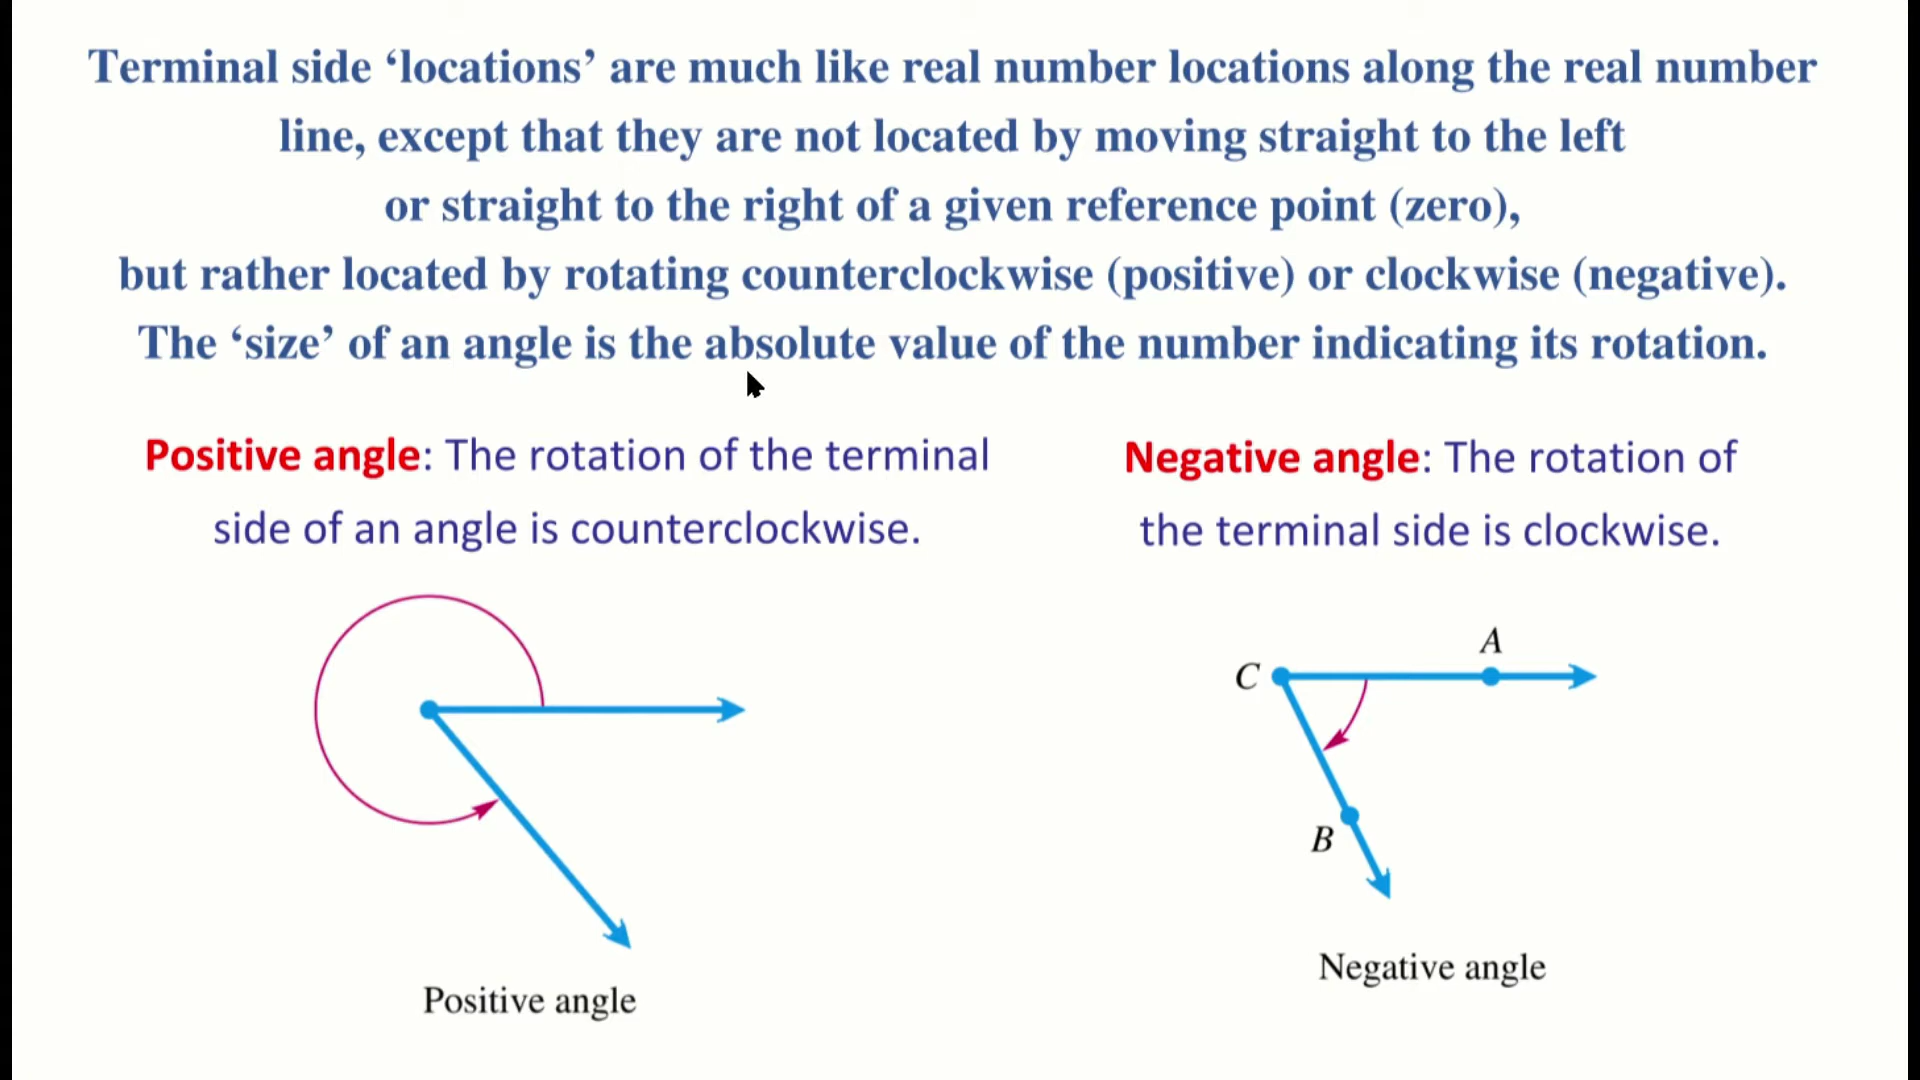 Terminal side ‘locations’ are much like real number locations along the real number
line, except that they are not located by moving straight to the left
or straight to the right of a given reference point (zero),
but rather located by rotating counterclockwise (positive) or clockwise (negative).
The ‘size’ of an angle is the absolute value of the number indicating its rotation.
Positive angle: The rotation of the terminal
side of an angle is counterclockwise.
Negative angle: The rotation of
the terminal side is clockwise.
A
C
B
Negative angle
Positive angle